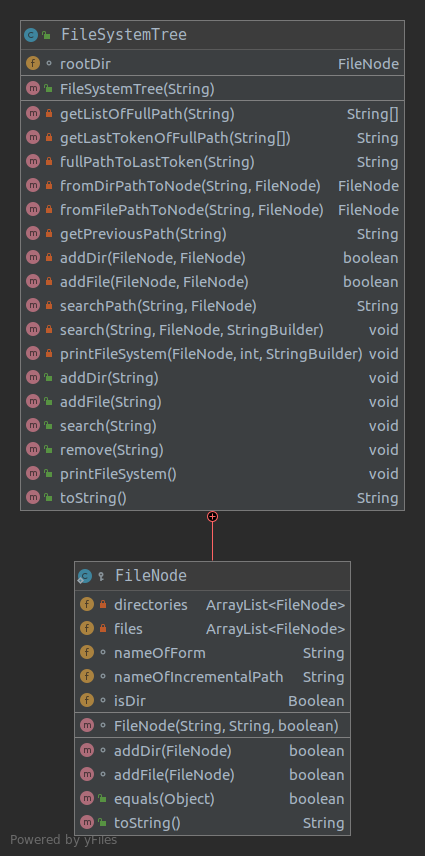 FileSystemTree
rootDir FileNode
FileSystemTree(String)
getListOfFullPath(String) String[]
getLastTokenOfFullPath(String[]) String
fullPathToLastToken(String) String
fromDirPathToNode(String, FileNode) FileNode
fromFilePathToNode(String, FileNode) FileNode
getPreviousPath(String) String
addDir(FileNode, FileNode) boolean
addFile(FileNode, FileNode) boolean
searchPath(String, FileNode) String
search(String, FileNode, StringBuilder) void
printFileSystem(FileNode, int, StringBuilder) void
addDir(String) void
addFile(String) void
search(String) void
remove(String) void
printFileSystem() void
toString() String
FileNode
directories ArrayList<FileNode>
files ArrayList<FileNode>
nameOfForm String
nameOfIncrementalPath String
isDir Boolean
FileNode(String, String, boolean)
addDir(FileNode) boolean
addFile(FileNode) boolean
equals(Object) boolean
toString() String
Powered by yFiles